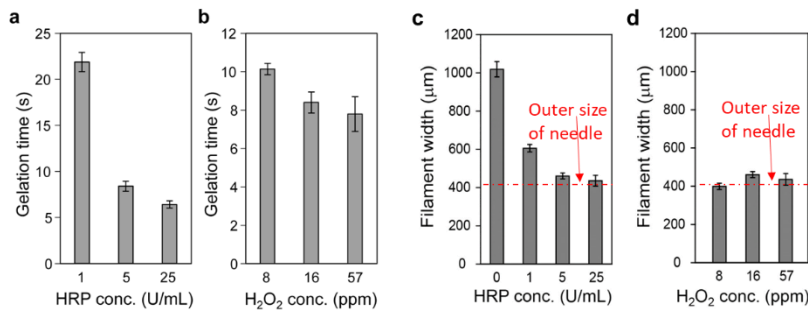 a
25
20
15
10
5
0
Gelation time (s)
1 5 25
HRP conc. (U/mL)
b
12
10
8
6
4
2
0
Gelation time (s)
8 16 57
H₂O₂ conc. (ppm)
c
1200
1000
800
600
400
200
0
Filament width (μm)
Outer size
of needle
0 1 5 25
HRP conc. (U/mL)
d
1200
1000
800
600
400
200
0
Filament width (μm)
Outer size
of needle
8 16 57
H₂O₂ conc. (ppm)